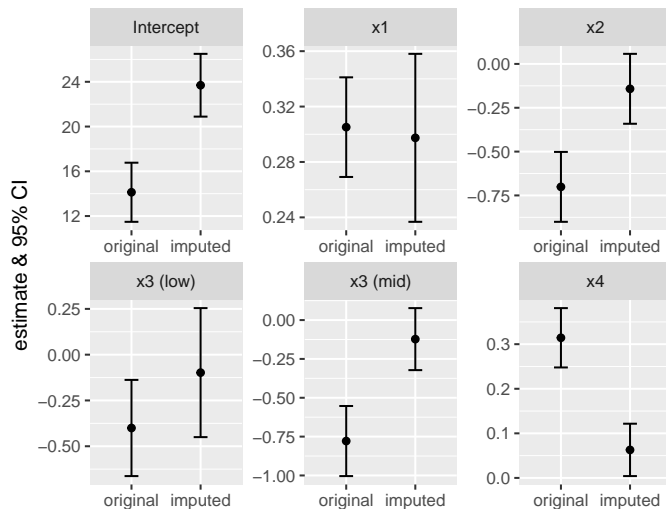 estimate & 95% CI
Intercept
24
20
16
12
original imputed
x1
0.36
0.32
0.28
0.24
original imputed
x2
0.00
−0.25
−0.50
−0.75
original imputed
x3 (low)
0.25
0.00
−0.25
−0.50
original imputed
x3 (mid)
0.00
−0.25
−0.50
−0.75
−1.00
original imputed
x4
0.3
0.2
0.1
0.0
original imputed